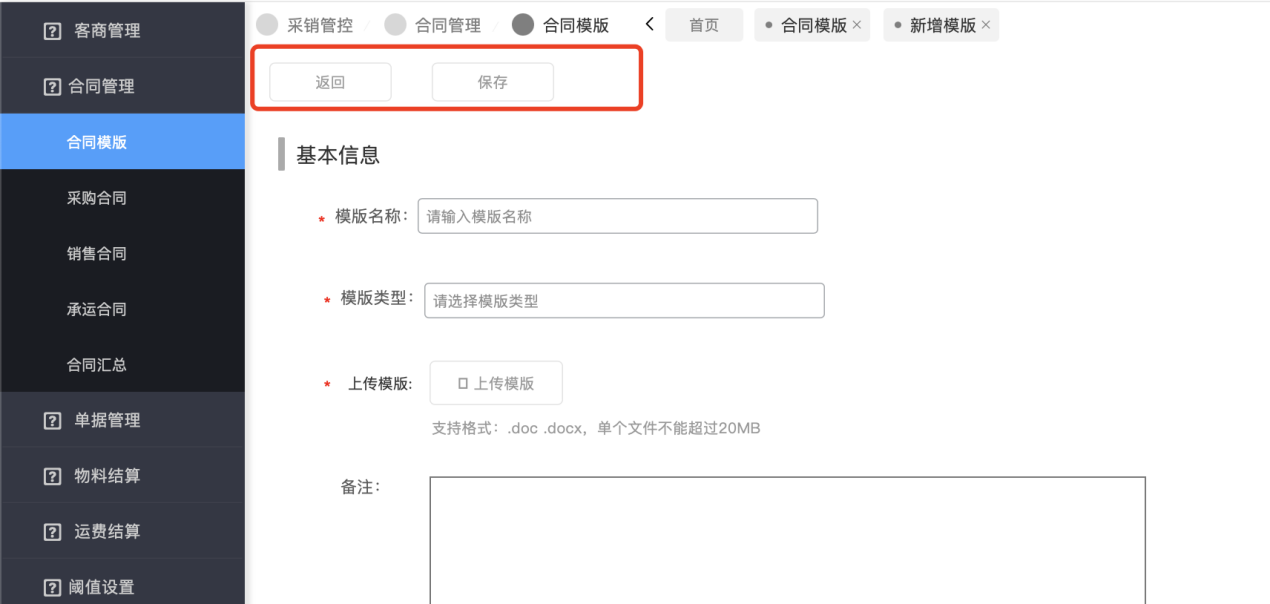 客商管理
合同管理
合同模版
采购合同
销售合同
承运合同
合同汇总
单据管理
物料结算
运费结算
阈值设置
采销管控 / 合同管理 / 合同模版
首页 • 合同模版 × • 新增模版 ×
返回 保存
基本信息
* 模版名称: 请输入模版名称
* 模版类型: 请选择模版类型
* 上传模版: 上传模版
支持格式：.doc .docx，单个文件不能超过20MB
备注: